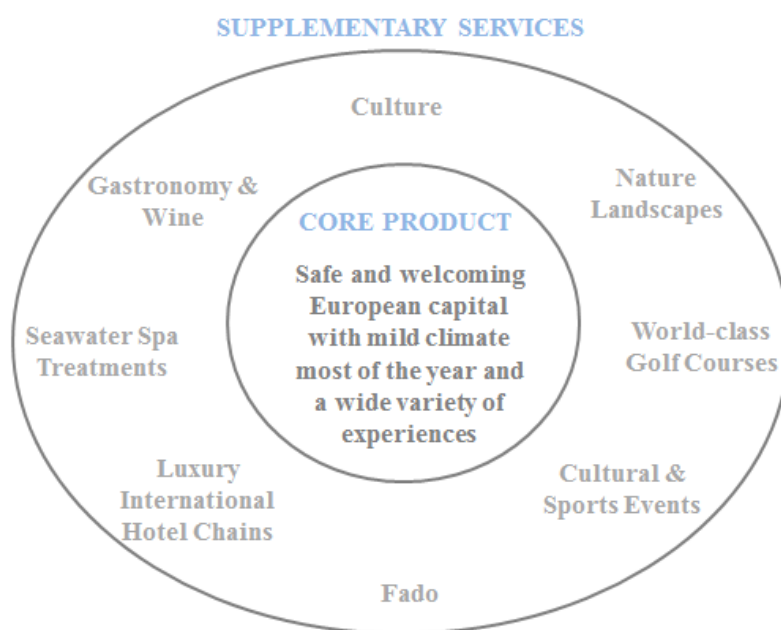 SUPPLEMENTARY SERVICES
Culture
Gastronomy &
Wine
Nature
Landscapes
CORE PRODUCT
Safe and welcoming
European capital
with mild climate
most of the year and
a wide variety of
experiences
Seawater Spa
Treatments
World-class
Golf Courses
Luxury
International
Hotel Chains
Cultural &
Sports Events
Fado